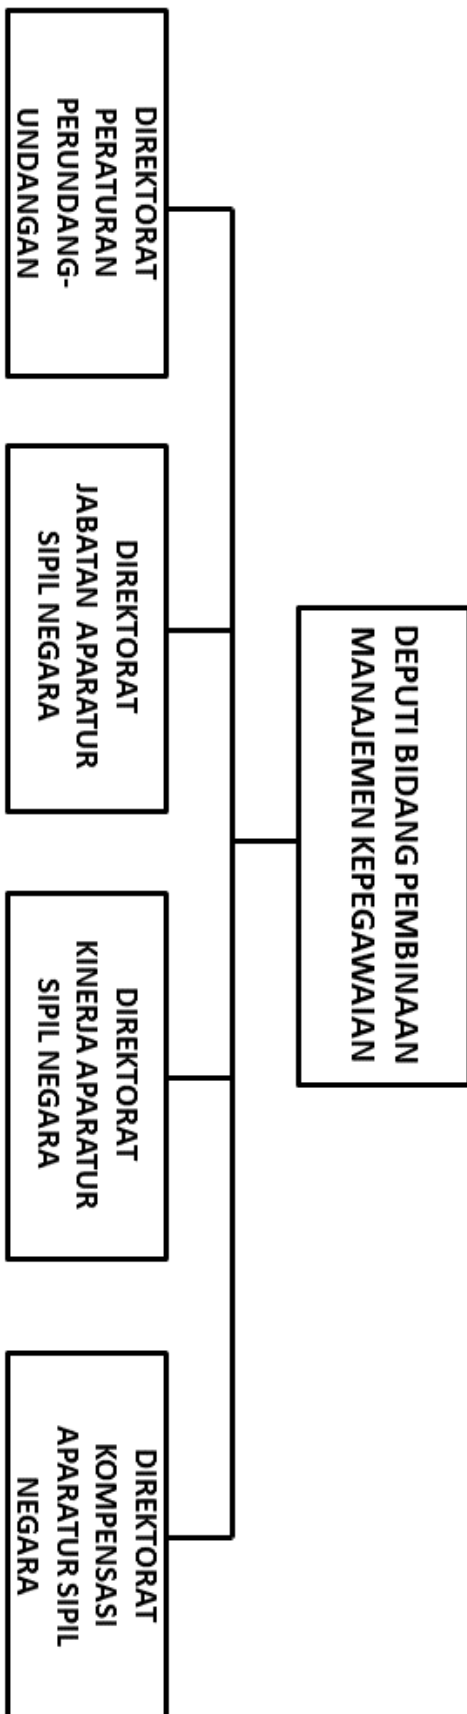 DEPUTI BIDANG PEMBINAAN
MANAJEMEN KEPEGAWAIAN
DIREKTORAT
PERATURAN
PERUNDANG-
UNDANGAN
DIREKTORAT
JABATAN APARATUR
SIPIL NEGARA
DIREKTORAT
KINERJA APARATUR
SIPIL NEGARA
DIREKTORAT
KOMPENSASI
APARATUR SIPIL
NEGARA